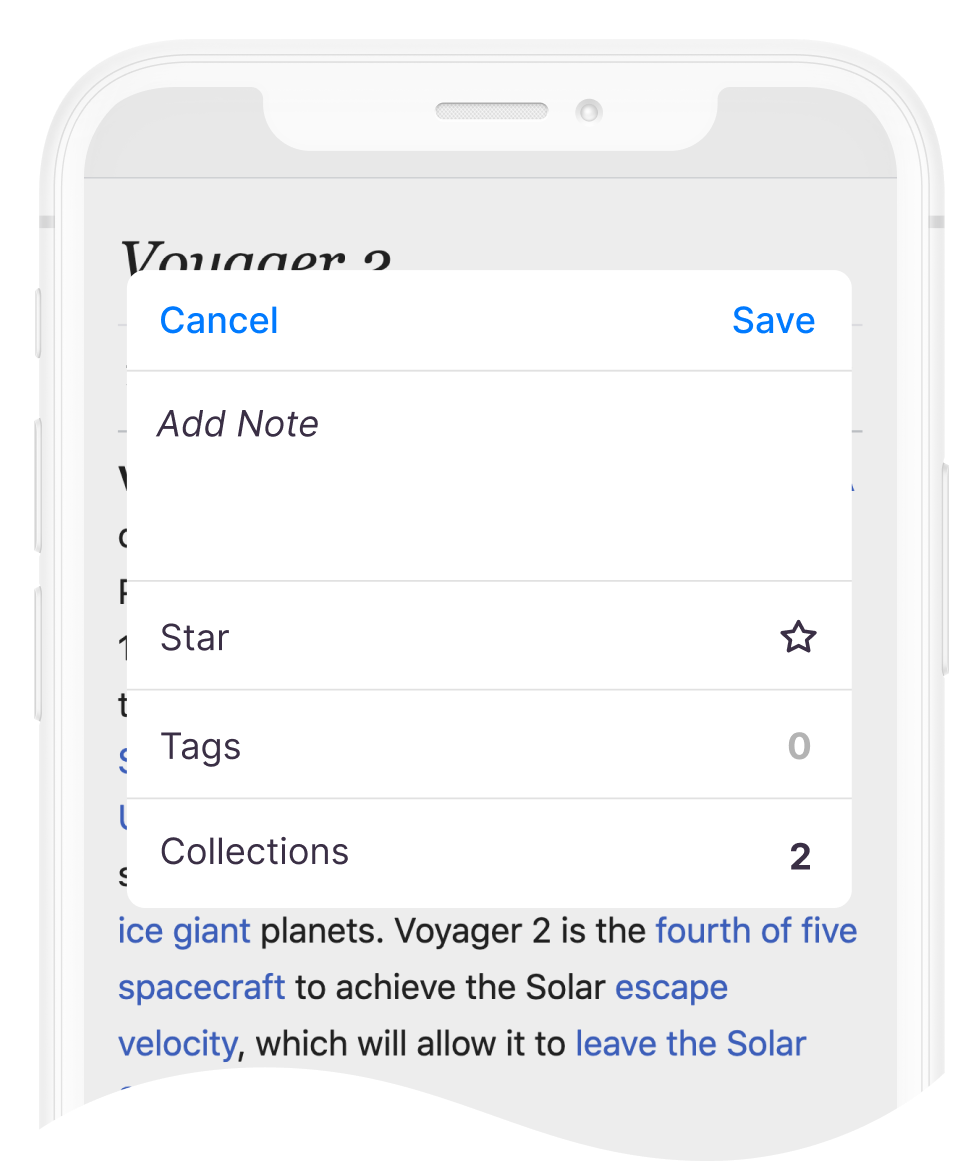 Voyager 2
Cancel
Save
Add Note
Star
Tags
0
Collections
2
ice giant planets. Voyager 2 is the fourth of five
spacecraft to achieve the Solar escape
velocity, which will allow it to leave the Solar